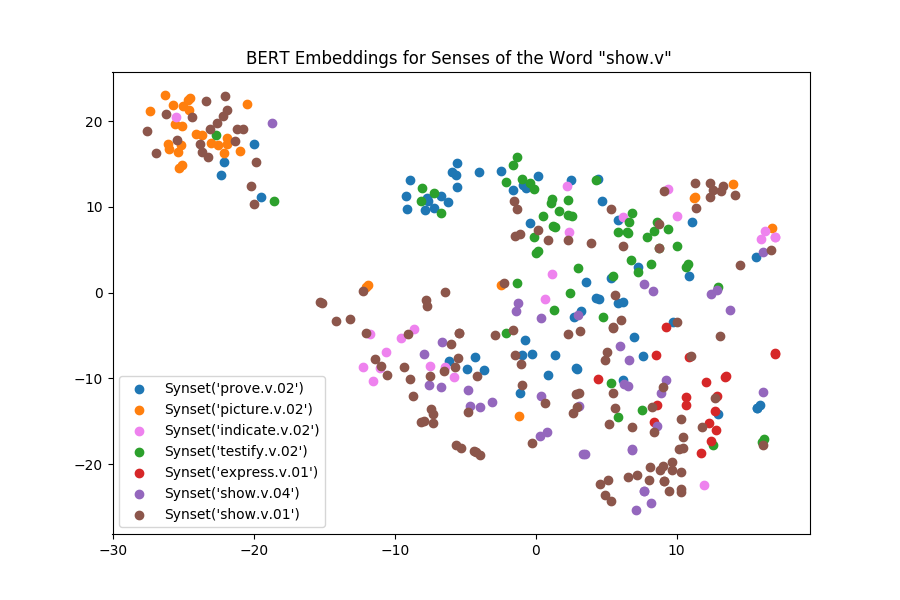 BERT Embeddings for Senses of the Word "show.v"
20
10
0
−10
−20
Synset('prove.v.02')
Synset('picture.v.02')
Synset('indicate.v.02')
Synset('testify.v.02')
Synset('express.v.01')
Synset('show.v.04')
Synset('show.v.01')
−30
−20
−10
0
10